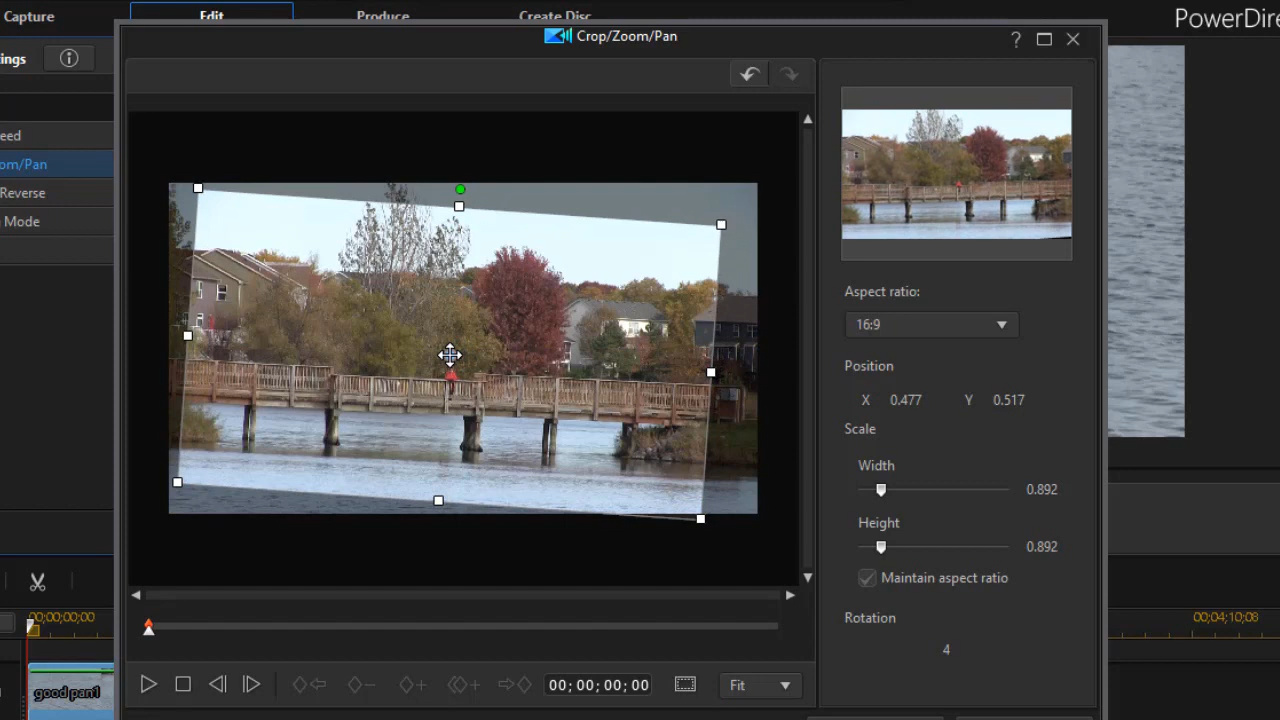 Capture
Edit
Produce
Create Disc
PowerDire
Crop/Zoom/Pan
?
ings
eed
om/Pan
Reverse
Mode
Aspect ratio:
16:9
Position
X 0.477 Y 0.517
Scale
Width
0.892
Height
0.892
Maintain aspect ratio
Rotation
4
00;00;00;00
00;04;10;08
good pan1
00; 00; 00; 00
Fit